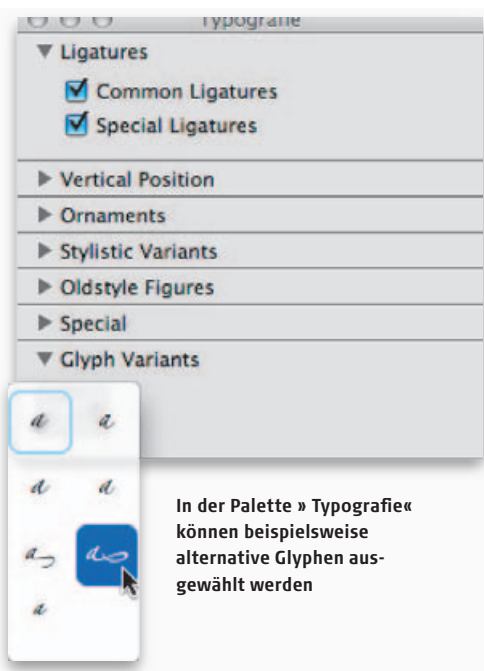 Typografie
Ligatures
Common Ligatures
Special Ligatures
Vertical Position
Ornaments
Stylistic Variants
Oldstyle Figures
Special
Glyph Variants
a a
a a
a a
a
In der Palette » Typografie«
können beispielsweise
alternative Glyphen aus-
gewählt werden